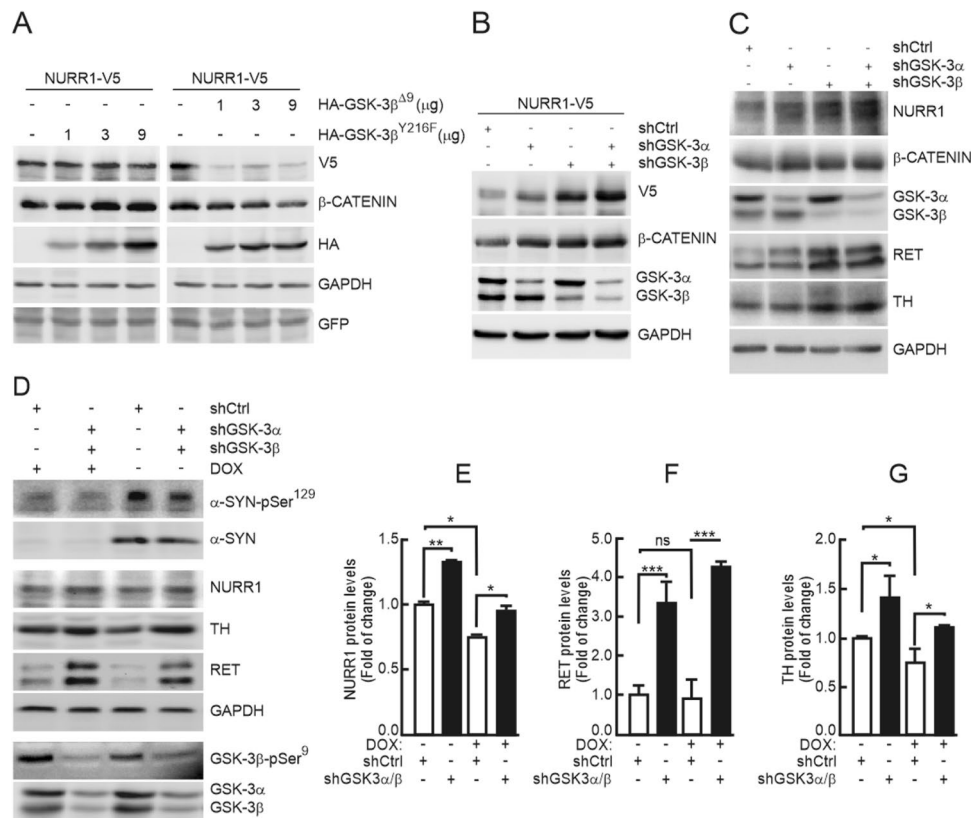 A
NURR1-V5 NURR1-V5
- - - - - 1 3 9 HA-GSK-3β^Δ9 (µg)
- 1 3 9 - - - - HA-GSK-3β^Y216F (µg)
V5
β-CATENIN
HA
GAPDH
GFP
B
NURR1-V5
+ - - - shCtrl
- + - + shGSK-3α
- - + + shGSK-3β
V5
β-CATENIN
GSK-3α
GSK-3β
GAPDH
C
+ - - - shCtrl
- + - + shGSK-3α
- - + + shGSK-3β
NURR1
β-CATENIN
GSK-3α
GSK-3β
RET
TH
GAPDH
D
+ - + - shCtrl
- + - + shGSK-3α
- + - + shGSK-3β
+ + - - DOX
α-SYN-pSer^129
α-SYN
NURR1
TH
RET
GAPDH
GSK-3β-pSer^9
GSK-3α
GSK-3β
E
NURR1 protein levels
(Fold of change)
1.5
1.0
0.5
0.0
*
**
*
DOX: - - + +
shCtrl + - + -
shGSK3α/β - + - +
F
RET protein levels
(Fold of change)
5.0
4.0
3.0
2.0
1.0
0.0
ns
***
***
DOX: - - + +
shCtrl + - + -
shGSK3α/β - + - +
G
TH protein levels
(Fold of change)
2.0
1.5
1.0
0.5
0.0
*
*
*
DOX: - - + +
shCtrl + - + -
shGSK3α/β - + - +